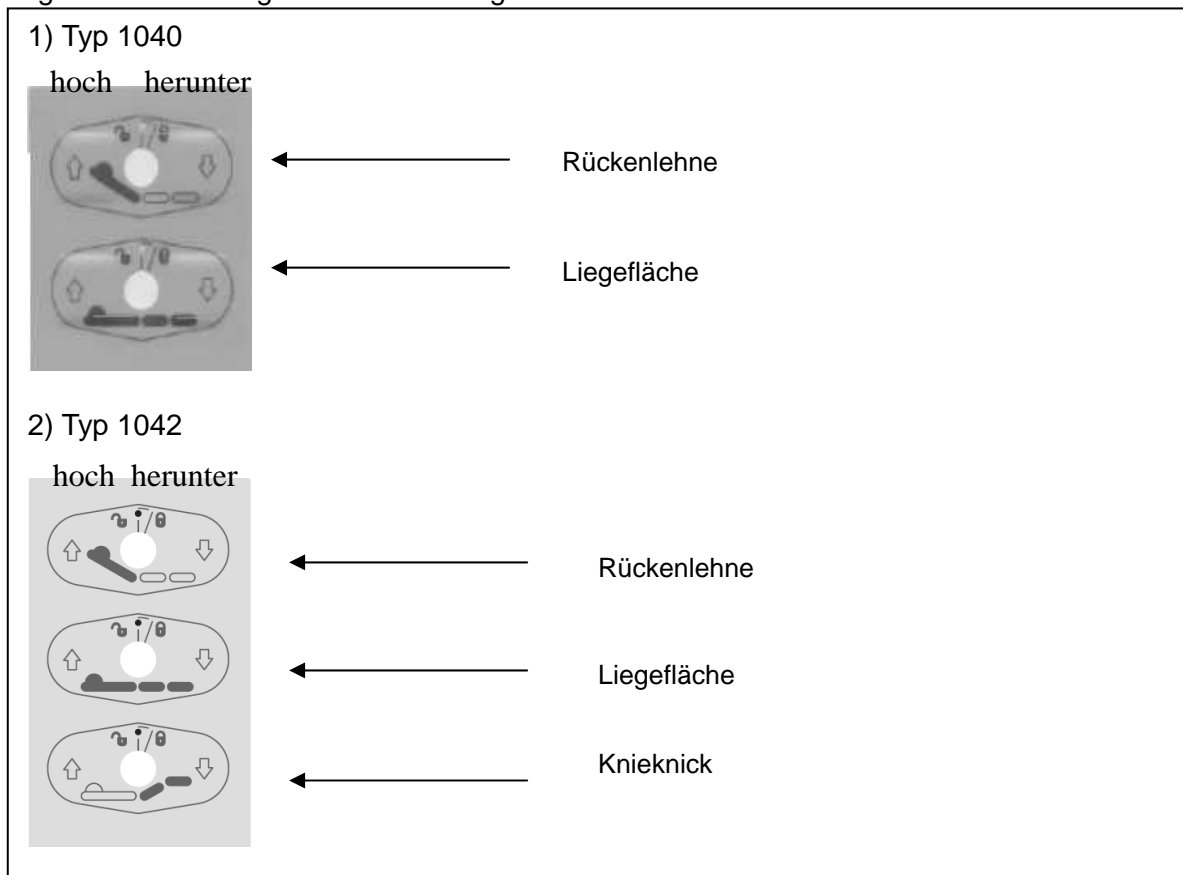 1) Typ 1040
hoch herunter
Rückenlehne
Liegefläche
2) Typ 1042
hoch herunter
Rückenlehne
Liegefläche
Knieknick